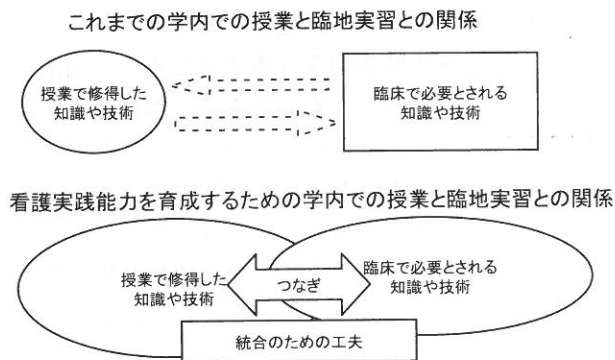 これまでの学内での授業と臨地実習との関係
授業で修得した
知識や技術
臨床で必要とされる
知識や技術
看護実践能力を育成するための学内での授業と臨地実習との関係
授業で修得した
知識や技術
つなぎ
臨床で必要とされる
知識や技術
統合のための工夫